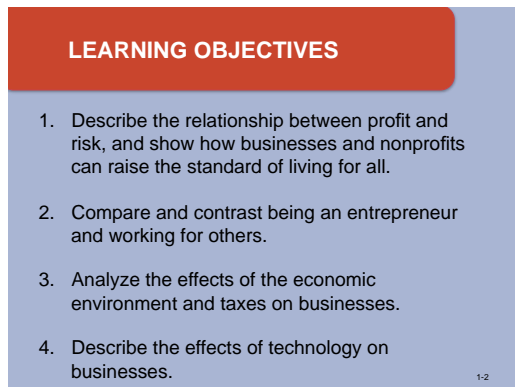 LEARNING OBJECTIVES
1. Describe the relationship between profit and
risk, and show how businesses and nonprofits
can raise the standard of living for all.
2. Compare and contrast being an entrepreneur
and working for others.
3. Analyze the effects of the economic
environment and taxes on businesses.
4. Describe the effects of technology on
businesses.
1-2